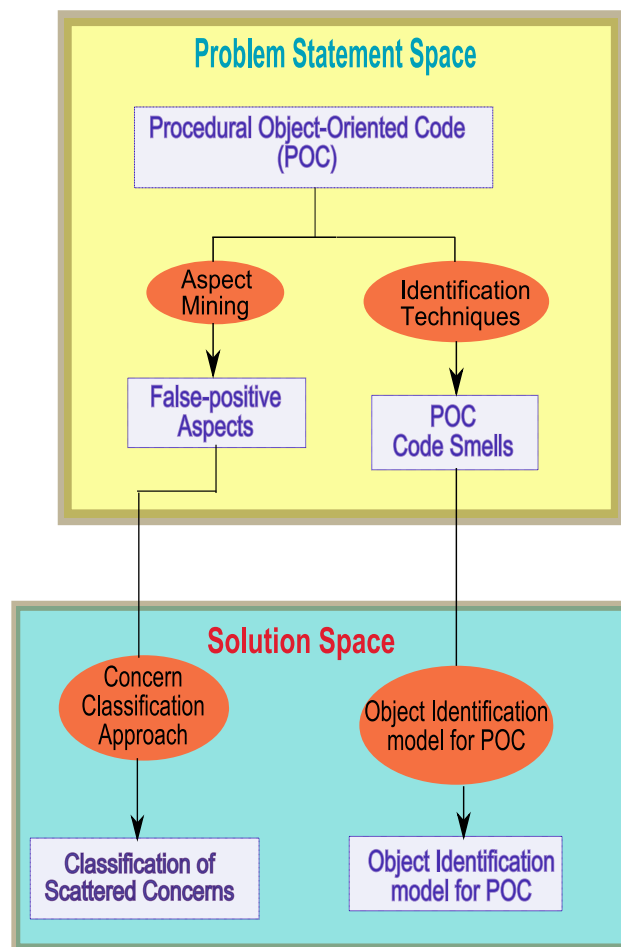 Problem Statement Space
Procedural Object-Oriented Code
(POC)
Aspect
Mining
Identification
Techniques
False-positive
Aspects
POC
Code Smells
Solution Space
Concern
Classification
Approach
Object Identification
model for POC
Classification of
Scattered Concerns
Object Identification
model for POC